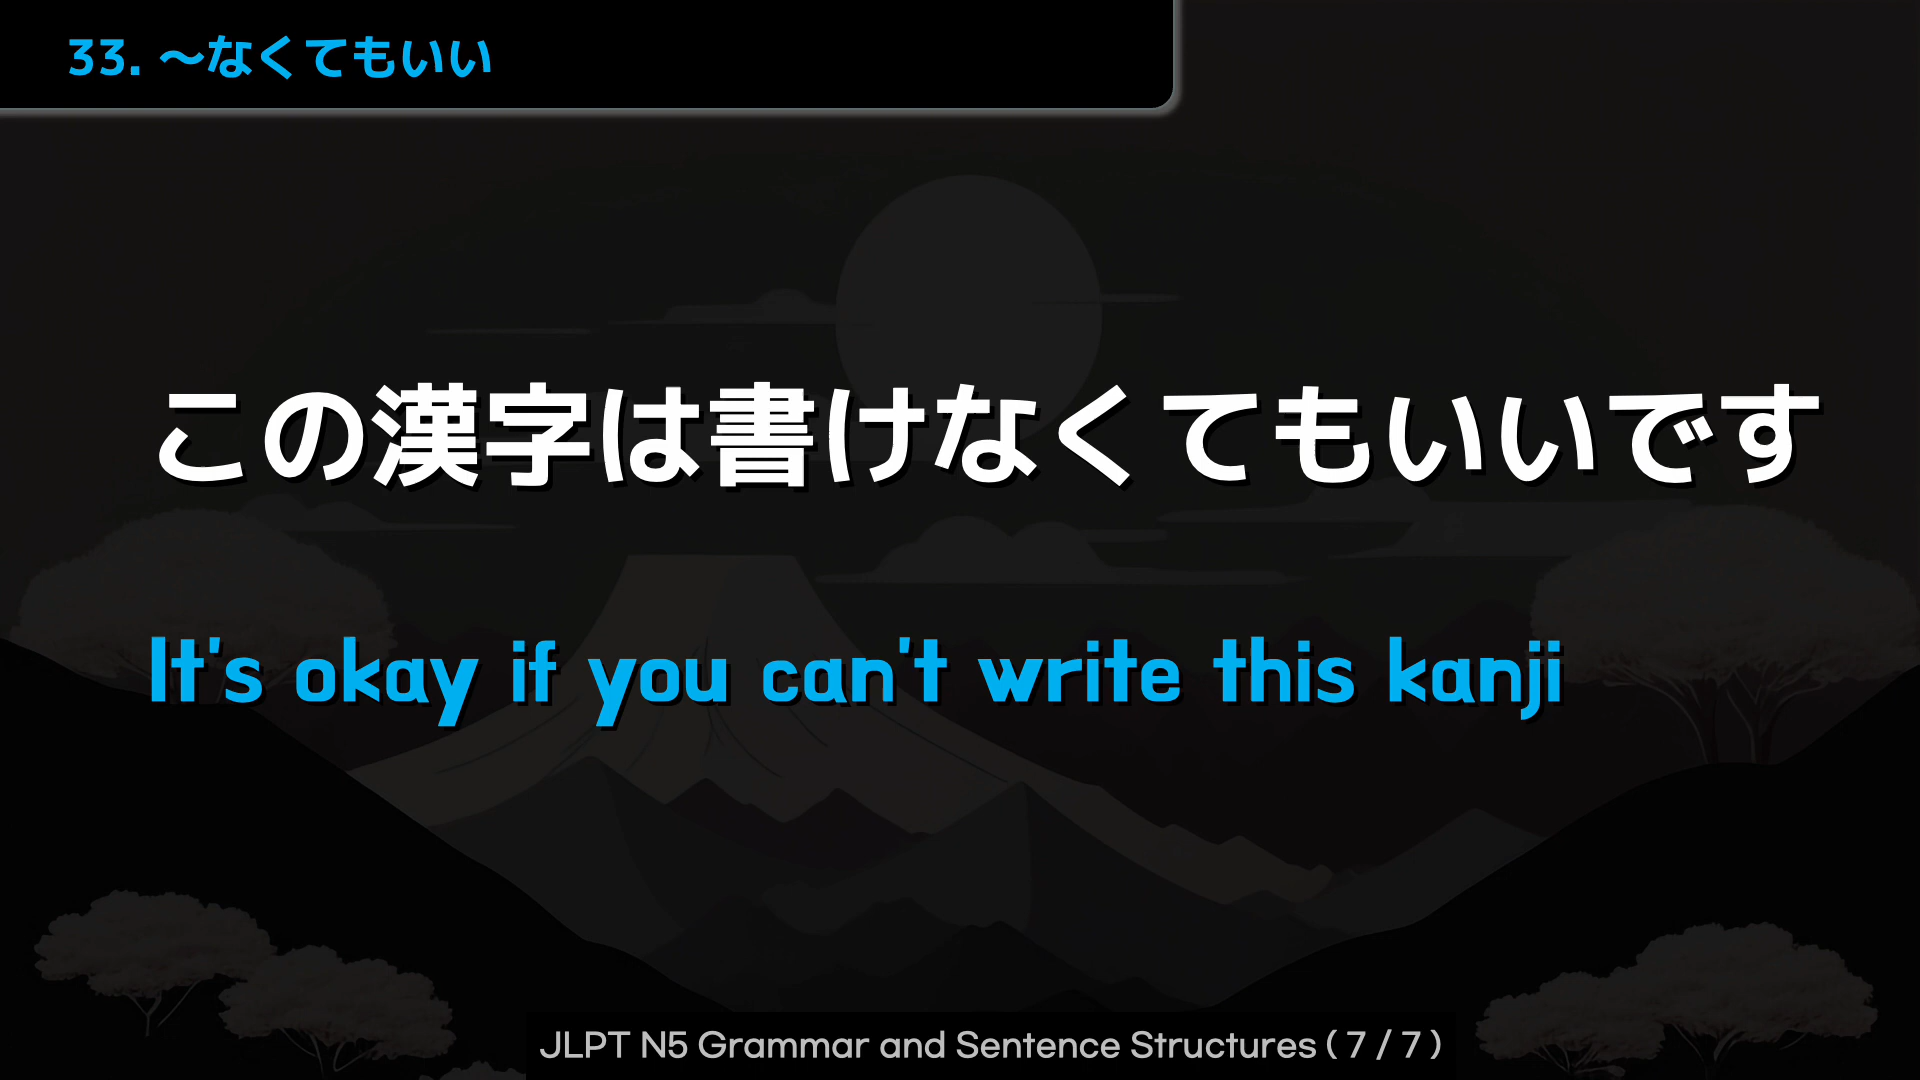 33. ～なくてもいい
この漢字は書けなくてもいいです
It's okay if you can't write this kanji
JLPT N5 Grammar and Sentence Structures ( 7 / 7 )